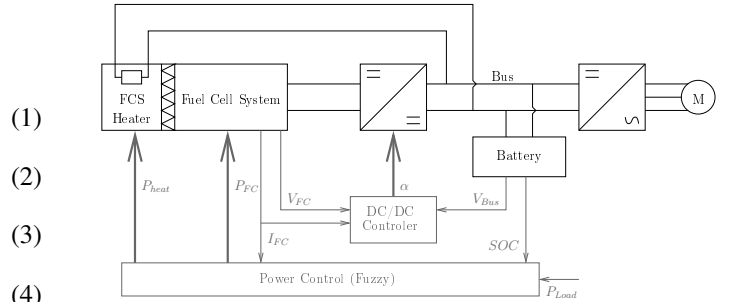 Bus
FCS
Heater
Fuel Cell System
M
(1)
Battery
(2)
P_heat
P_FC
α
V_FC
V_Bus
DC/DC
Controler
(3)
I_FC
SOC
Power Control (Fuzzy)
P_Load
(4)